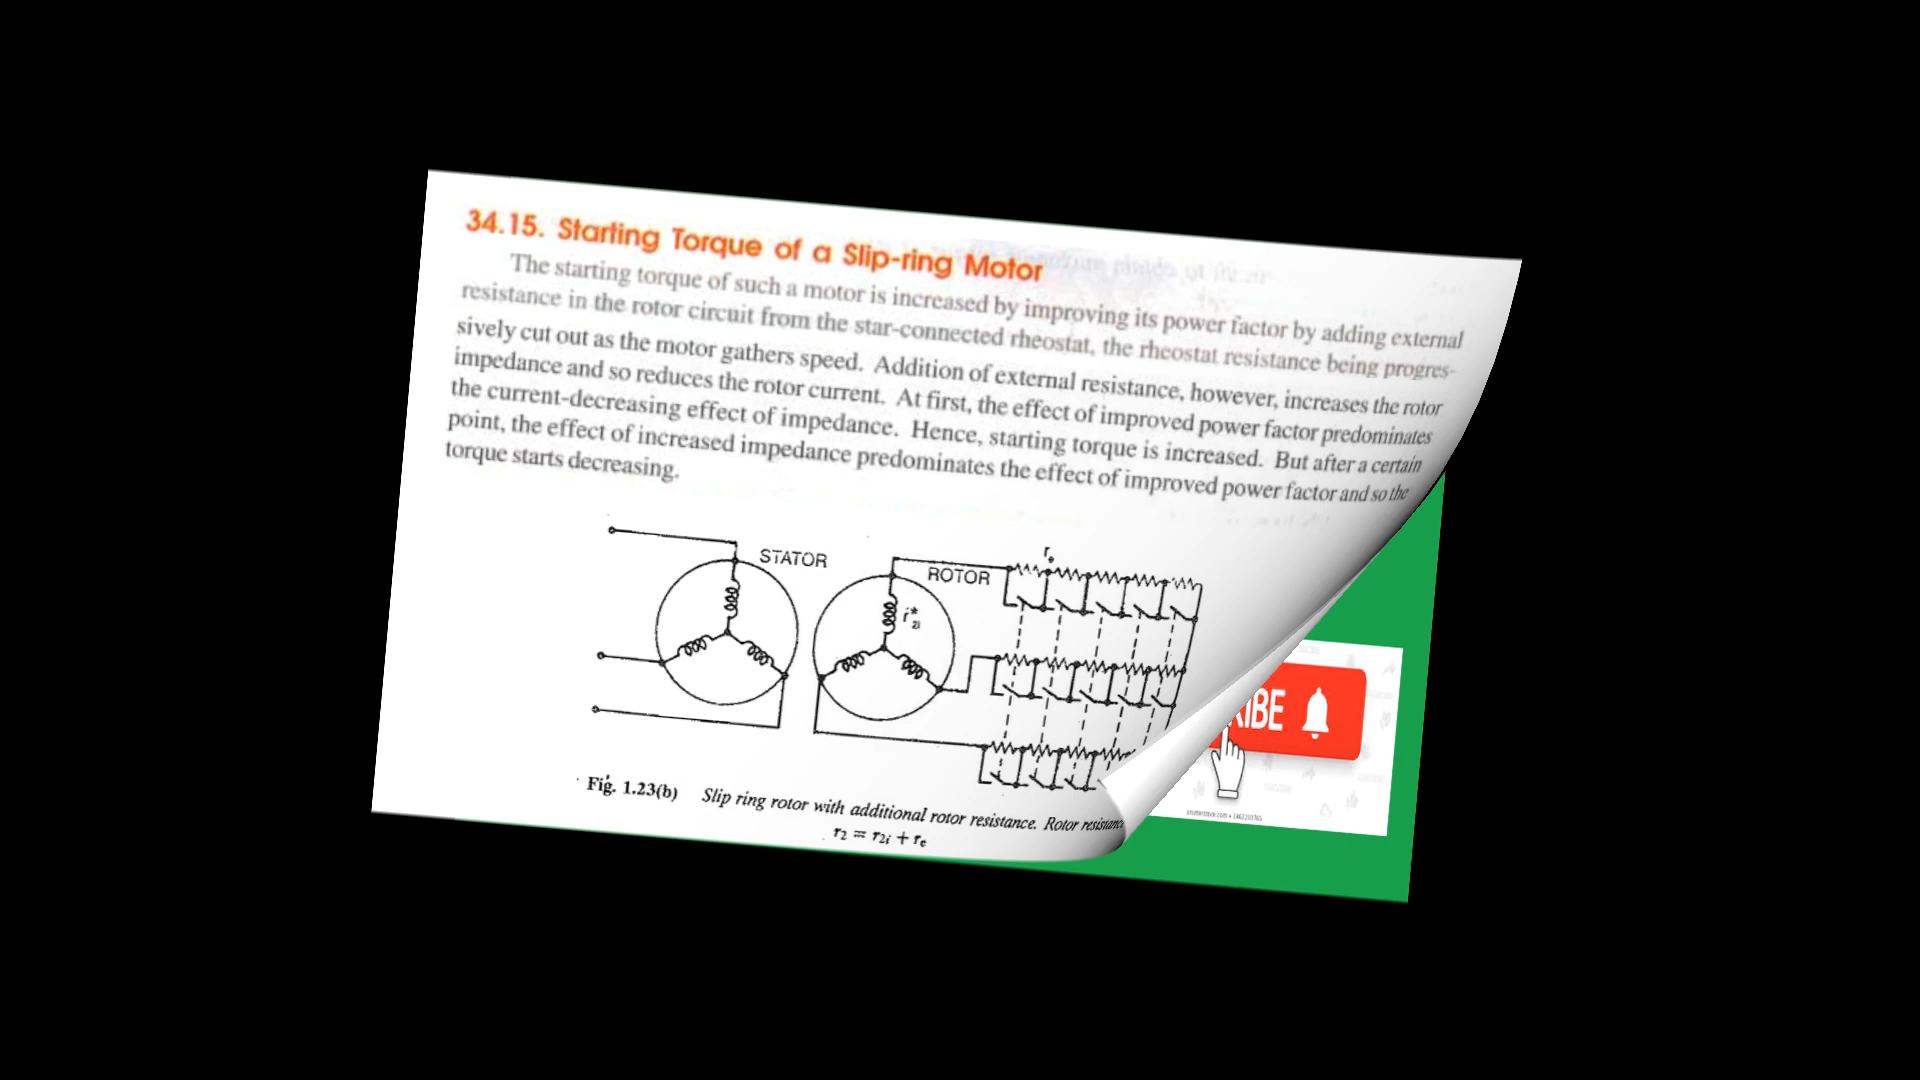 34.15. Starting Torque of a Slip-ring Motor
The starting torque of such a motor is increased by improving its power factor by adding external
resistance in the rotor circuit from the star-connected rheostat, the rheostat resistance being progres-
sively cut out as the motor gathers speed. Addition of external resistance, however, increases the rotor
impedance and so reduces the rotor current. At first, the effect of improved power factor predominates
the current-decreasing effect of impedance. Hence, starting torque is increased. But after a certain
point, the effect of increased impedance predominates the effect of improved power factor and so the
torque starts decreasing.
STATOR
ROTOR
re
r*2i
Fig. 1.23(b) Slip ring rotor with additional rotor resistance. Rotor resistance
r2 = r2i + re
IBE
shutterstock.com • 1461210765